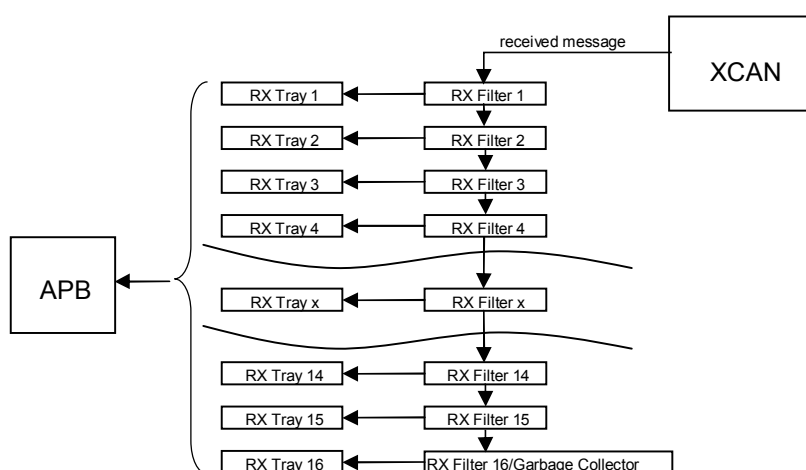 received message
XCAN
RX Tray 1 RX Filter 1
RX Tray 2 RX Filter 2
RX Tray 3 RX Filter 3
RX Tray 4 RX Filter 4
APB
RX Tray x RX Filter x
RX Tray 14 RX Filter 14
RX Tray 15 RX Filter 15
RX Tray 16 RX Filter 16/Garbage Collector